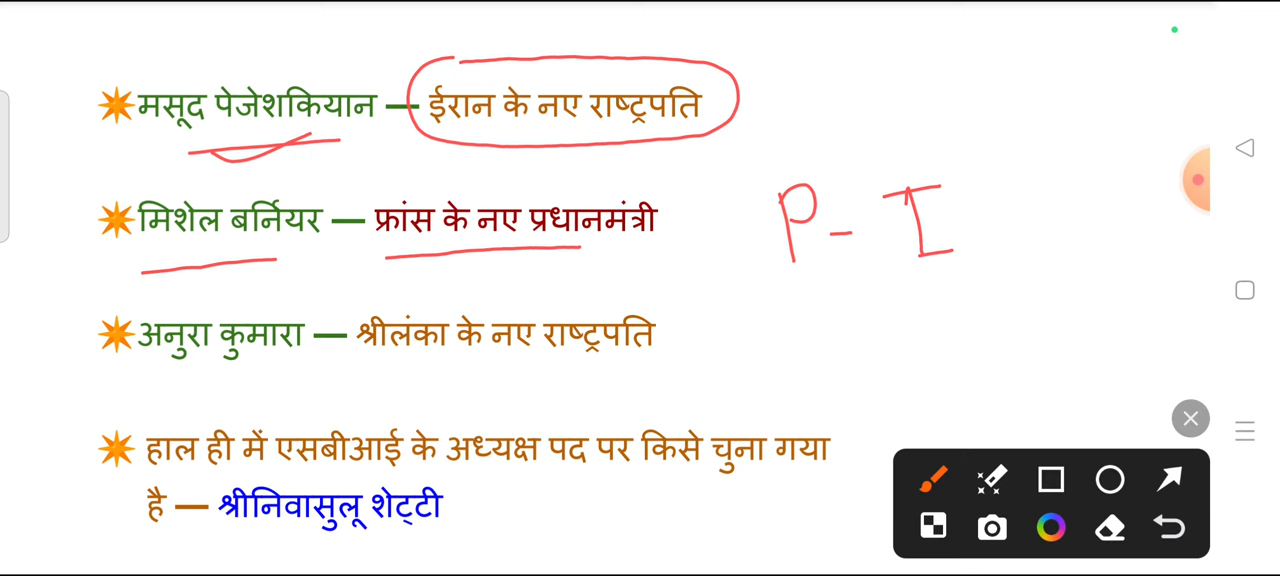 मसूद पेजेशकियान — ईरान के नए राष्ट्रपति
मिशेल बर्नियर — फ्रांस के नए प्रधानमंत्री
P - I
अनुरा कुमारा — श्रीलंका के नए राष्ट्रपति
हाल ही में एसबीआई के अध्यक्ष पद पर किसे चुना गया
है — श्रीनिवासुलू शेट्टी